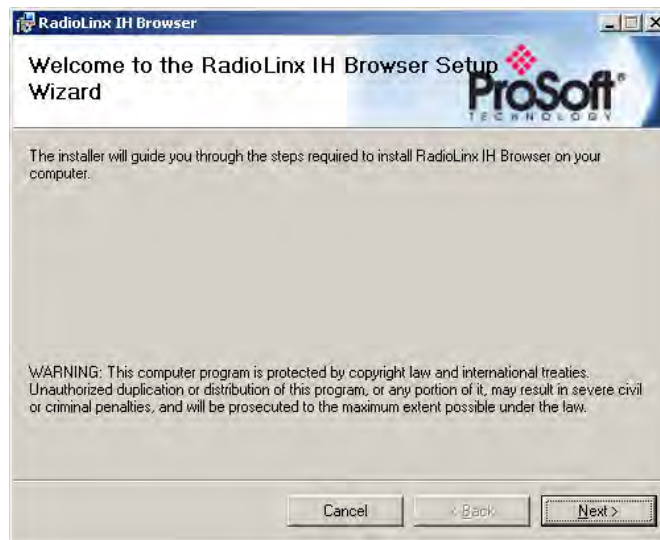 RadioLinx IH Browser
Welcome to the RadioLinx IH Browser Setup
Wizard
ProSoft®
TECHNOLOGY
The installer will guide you through the steps required to install RadioLinx IH Browser on your
computer.
WARNING: This computer program is protected by copyright law and international treaties.
Unauthorized duplication or distribution of this program, or any portion of it, may result in severe civil
or criminal penalties, and will be prosecuted to the maximum extent possible under the law.
Cancel
< Back
Next >